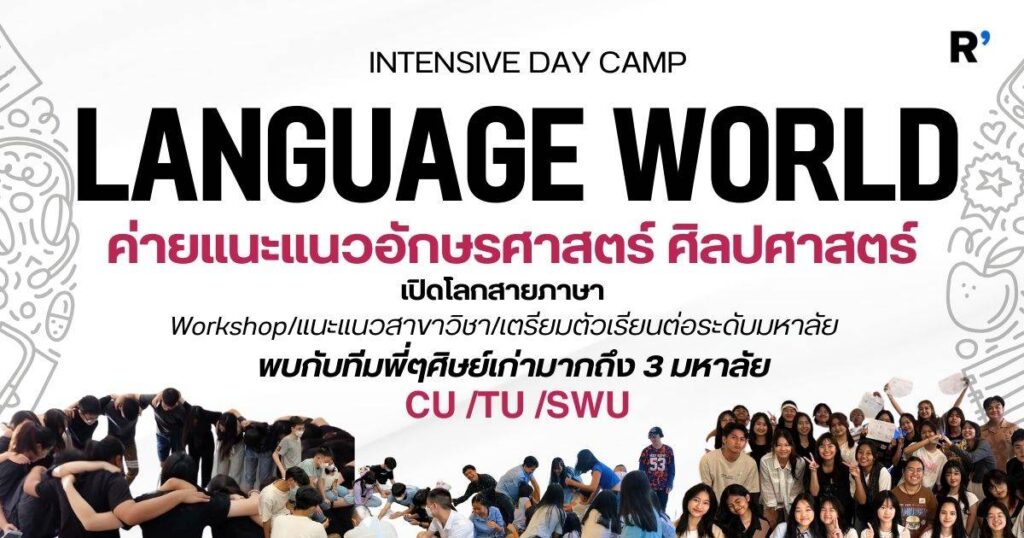 R’
INTENSIVE DAY CAMP
LANGUAGE WORLD
ค่ายแนะแนวอักษรศาสตร์ ศิลปศาสตร์
เปิดโลกสายภาษา
Workshop/แนะแนวสาขาวิชา/เตรียมตัวเรียนต่อระดับมหาลัย
พบกับทีมพี่ๆศิษย์เก่ามากถึง 3 มหาลัย
CU /TU /SWU
53